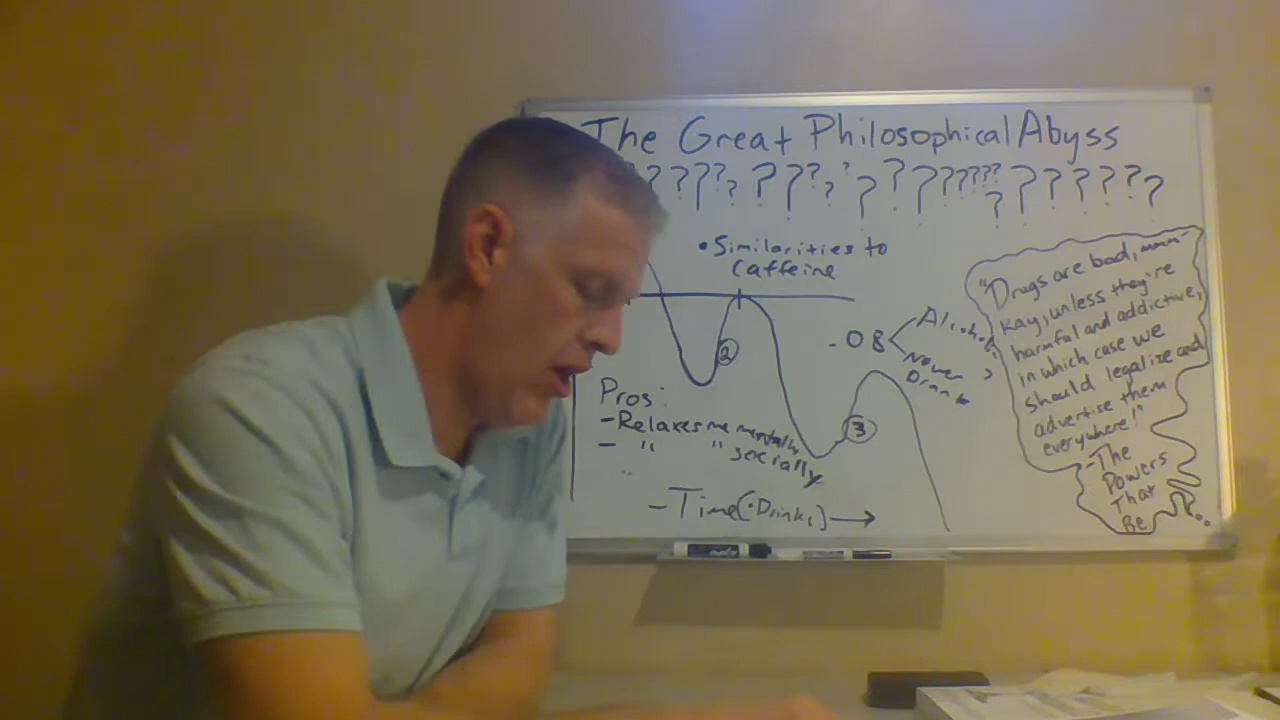 The Great Philosophical Abyss
? ? ? ? ? ? ? ? ? ? ? ? ? ? ? ? ? ? ? ? ? ? ? ?
• Similarities to
Caffeine
②
.08
Alcohol
Never
Drink
③
Pros:
- Relaxes me mentally
- " " socially
- Time (• Drinks) →
"Drugs are bad, mmm-
kay, unless they're
harmful and addictive,
in which case we
should legalize and
advertise them
everywhere!"
-The
Powers
That
Be